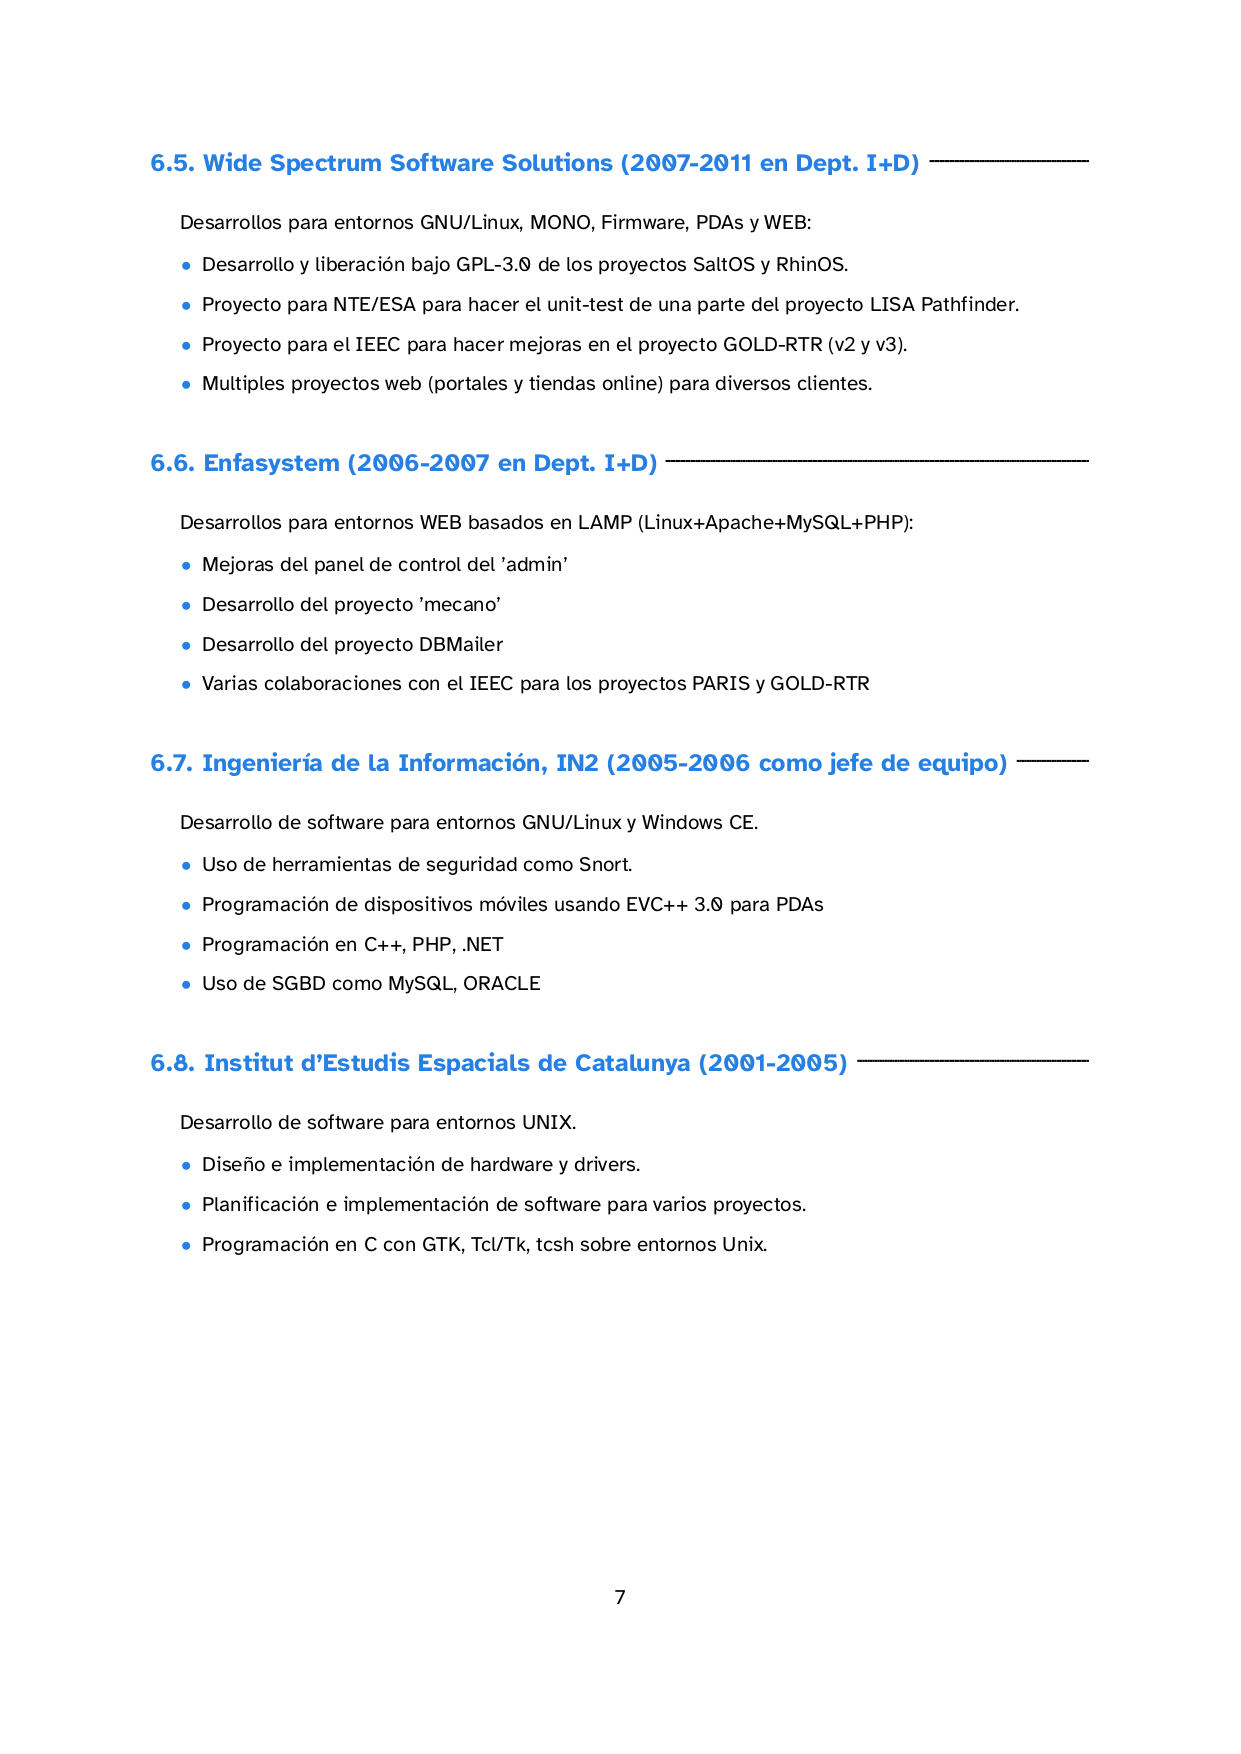 6.5. Wide Spectrum Software Solutions (2007-2011 en Dept. I+D)
Desarrollos para entornos GNU/Linux, MONO, Firmware, PDAs y WEB:
• Desarrollo y liberación bajo GPL-3.0 de los proyectos SaltOS y RhinOS.
• Proyecto para NTE/ESA para hacer el unit-test de una parte del proyecto LISA Pathfinder.
• Proyecto para el IEEC para hacer mejoras en el proyecto GOLD-RTR (v2 y v3).
• Multiples proyectos web (portales y tiendas online) para diversos clientes.
6.6. Enfasystem (2006-2007 en Dept. I+D)
Desarrollos para entornos WEB basados en LAMP (Linux+Apache+MySQL+PHP):
• Mejoras del panel de control del ’admin’
• Desarrollo del proyecto ’mecano’
• Desarrollo del proyecto DBMailer
• Varias colaboraciones con el IEEC para los proyectos PARIS y GOLD-RTR
6.7. Ingeniería de la Información, IN2 (2005-2006 como jefe de equipo)
Desarrollo de software para entornos GNU/Linux y Windows CE.
• Uso de herramientas de seguridad como Snort.
• Programación de dispositivos móviles usando EVC++ 3.0 para PDAs
• Programación en C++, PHP, .NET
• Uso de SGBD como MySQL, ORACLE
6.8. Institut d’Estudis Espacials de Catalunya (2001-2005)
Desarrollo de software para entornos UNIX.
• Diseño e implementación de hardware y drivers.
• Planificación e implementación de software para varios proyectos.
• Programación en C con GTK, Tcl/Tk, tcsh sobre entornos Unix.
7